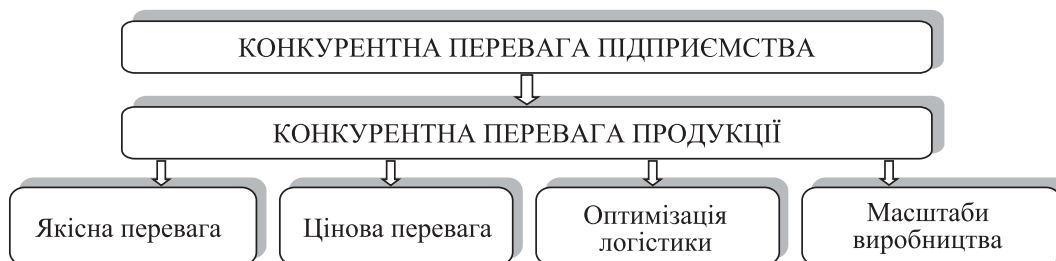 КОНКУРЕНТНА ПЕРЕВАГА ПІДПРИЄМСТВА
КОНКУРЕНТНА ПЕРЕВАГА ПРОДУКЦІЇ
Якісна перевага
Цінова перевага
Оптимізація
логістики
Масштаби
виробництва